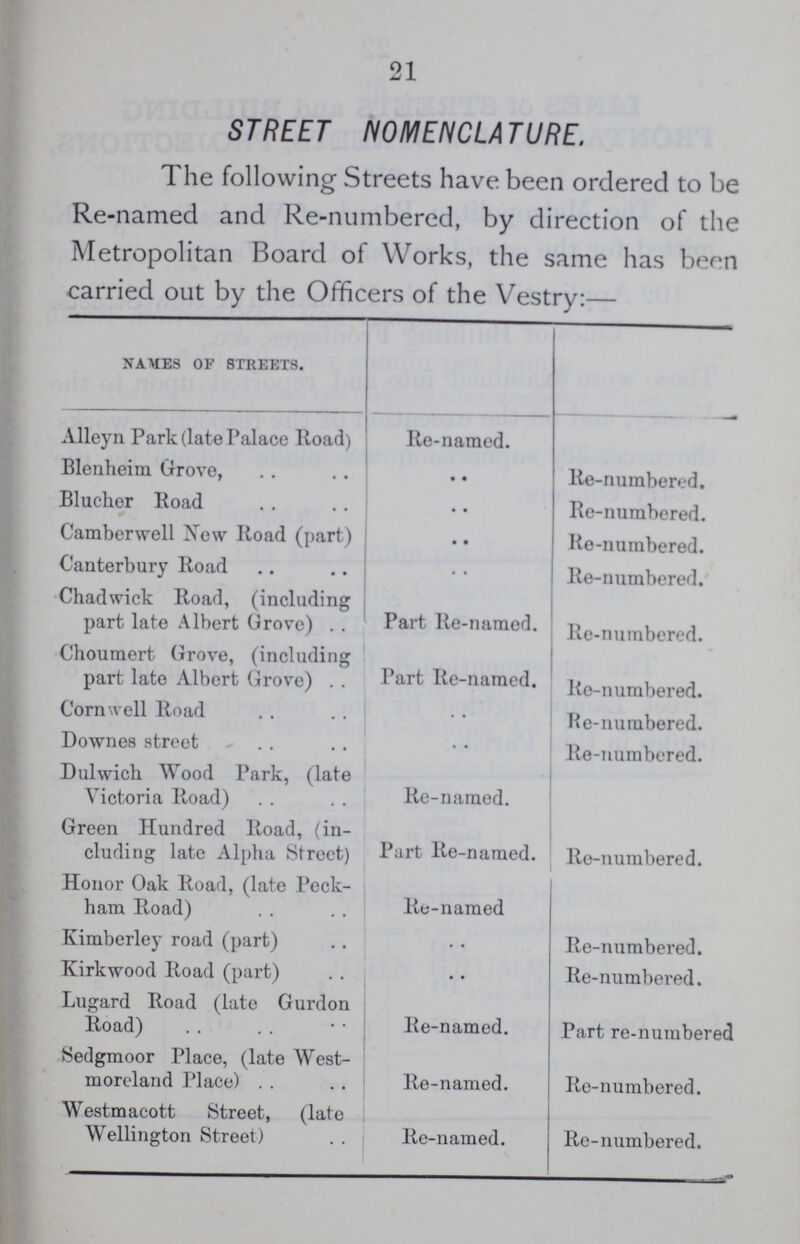 21
STREET NOMENCLATURE.
The following Streets have been ordered to be
Re-named and Re-numbered, by direction of the
Metropolitan Board of Works, the same has been
carried out by the Officers of the Vestry:—
NAMES OF STREETS.
Alleyn Park (late Palace Road) Re-named.
Blenheim Grove, .. .. .. Re-numbered.
Blucher Road .. .. .. Re-numbered.
Camberwell New Road (part) .. Re-numbered.
Canterbury Road .. .. .. Re-numbered.
Chadwick Road, (including
part late Albert Grove) .. Part Re-named. Re-numbered.
Choumert Grove, (including
part late Albert Grove) .. Part Re-named. Re-numbered.
Cornwell Road .. .. .. Re-numbered.
Downes street .. .. .. Re-numbered.
Dulwich Wood Park, (late
Victoria Road) .. .. Re-named.
Green Hundred Road, (in-
cluding late Alpha Street) Part Re-named. Re-numbered.
Honor Oak Road, (late Peck-
ham Road) .. .. Re-named
Kimberley road (part) .. .. Re-numbered.
Kirkwood Road (part) .. .. Re-numbered.
Lugard Road (late Gurdon
Road) .. .. .. Re-named. Part re-numbered
Sedgmoor Place, (late West-
moreland Place) .. .. Re-named. Re-numbered.
Westmacott Street, (late
Wellington Street) .. Re-named. Re-numbered.